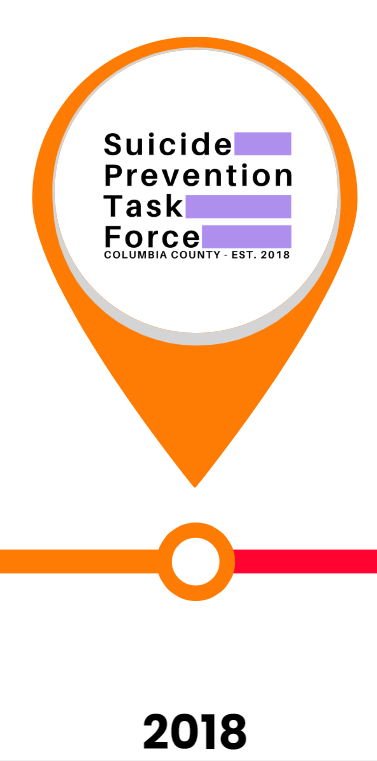 Suicide
Prevention
Task
Force
COLUMBIA COUNTY - EST. 2018
2018